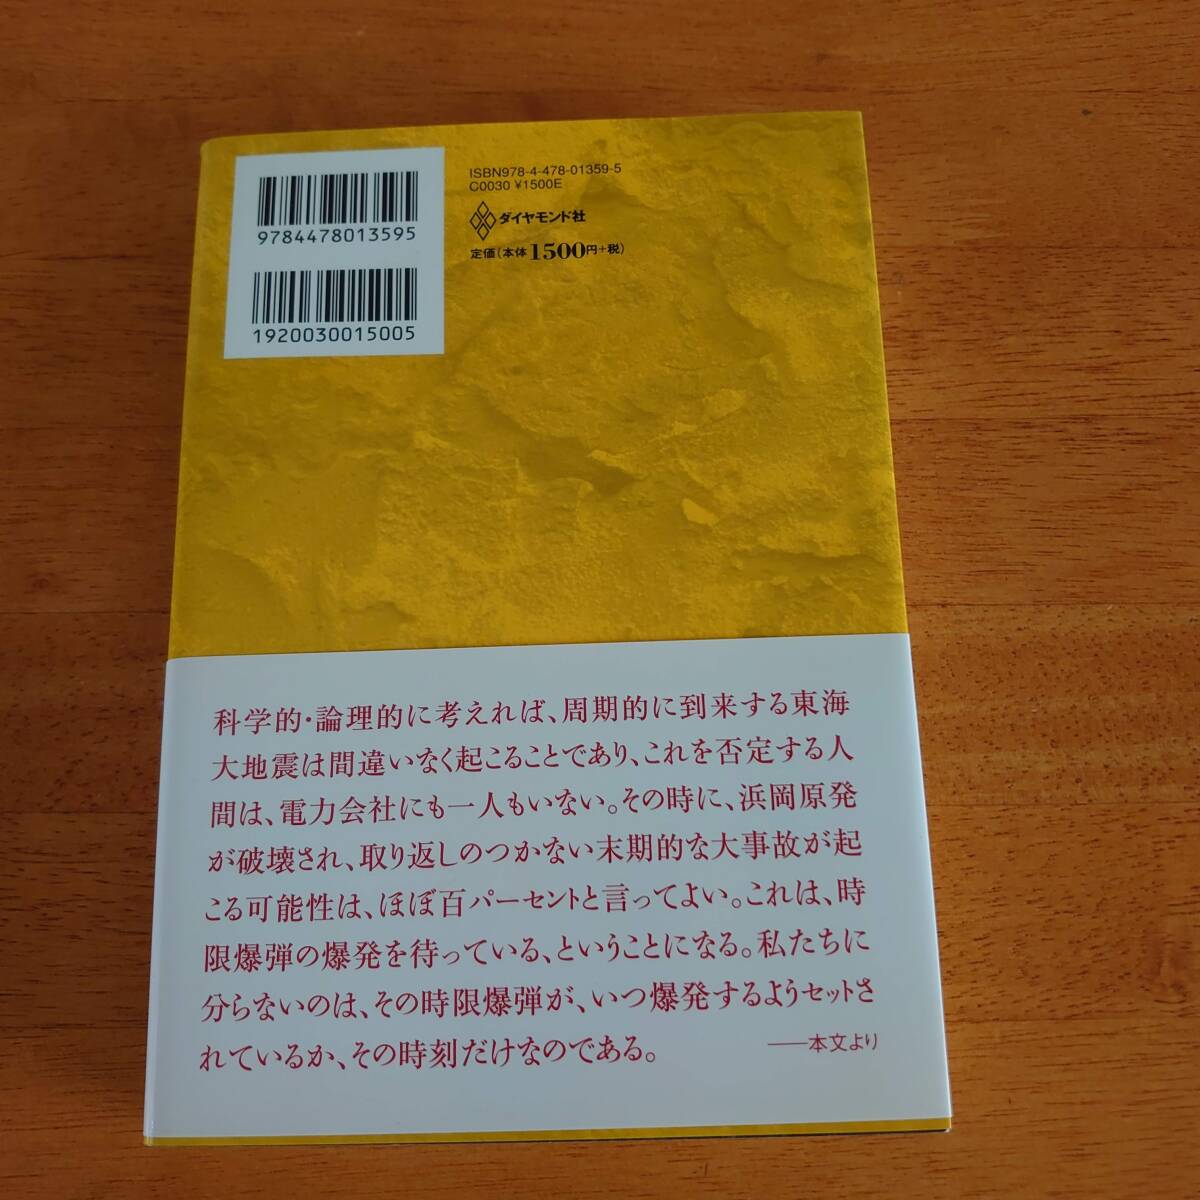 9784478013595
1920030015005
ISBN978-4-478-01359-5
C0030 ¥1500E
ダイヤモンド社
定価(本体1500円+税)
科学的・論理的に考えれば、周期的に到来する東海
大地震は間違いなく起こることであり、これを否定する人
間は、電力会社にも一人もいない。その時に、浜岡原発
が破壊され、取り返しのつかない末期的な大事故が起
こる可能性は、ほぼ百パーセントと言ってよい。これは、時
限爆弾の爆発を待っている、ということになる。私たちに
分らないのは、その時限爆弾が、いつ爆発するようセットさ
れているか、その時刻だけなのである。
――本文より